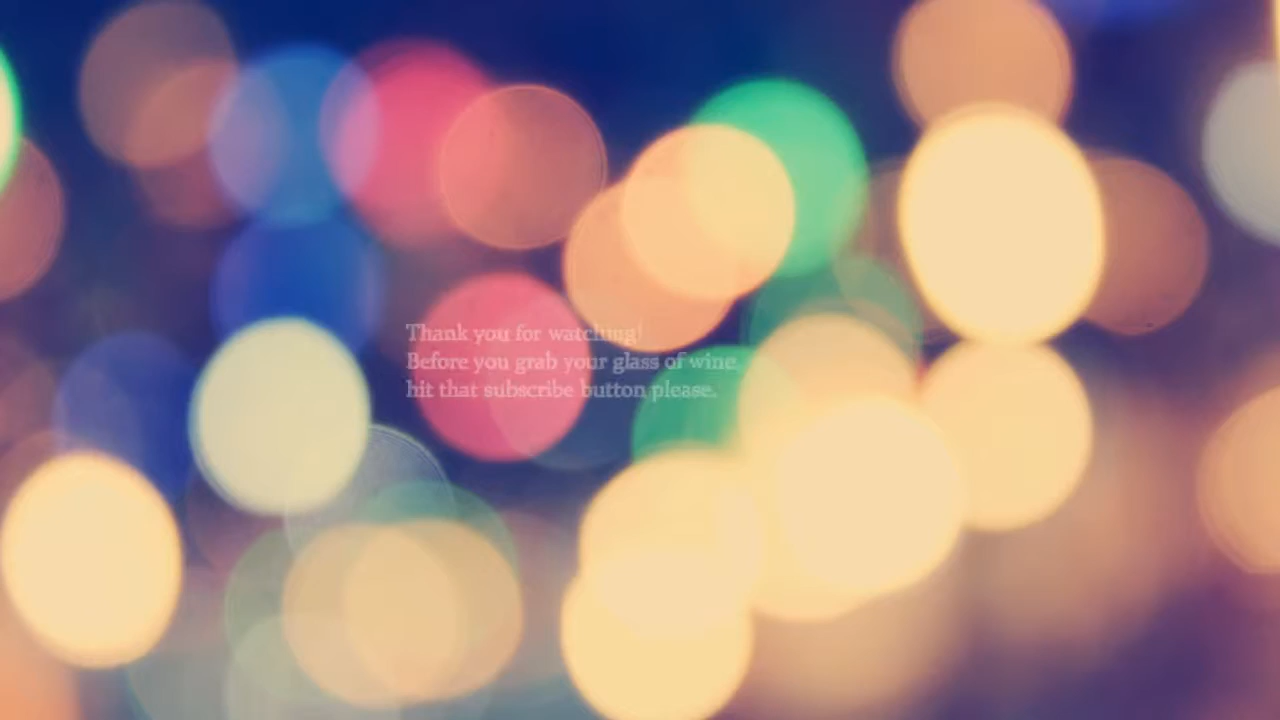 Thank you for watching!
Before you grab your glass of wine
hit that subscribe button please.